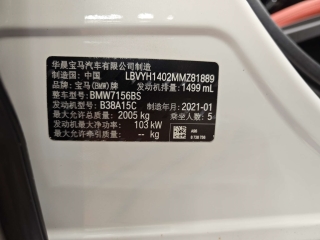 华晨宝马汽车有限公司制造
制造国：中国 LBVYH1402MMZ81889
品牌：宝马(BMW)牌 发动机排量：1499 mL
整车型号：BMW7156BS
发动机型号：B38A15C 制造年月：2021-01
最大允许总质量：2005 kg 乘坐人数：5
发动机最大净功率：103 kW
最大允许牵引质量：-- kg